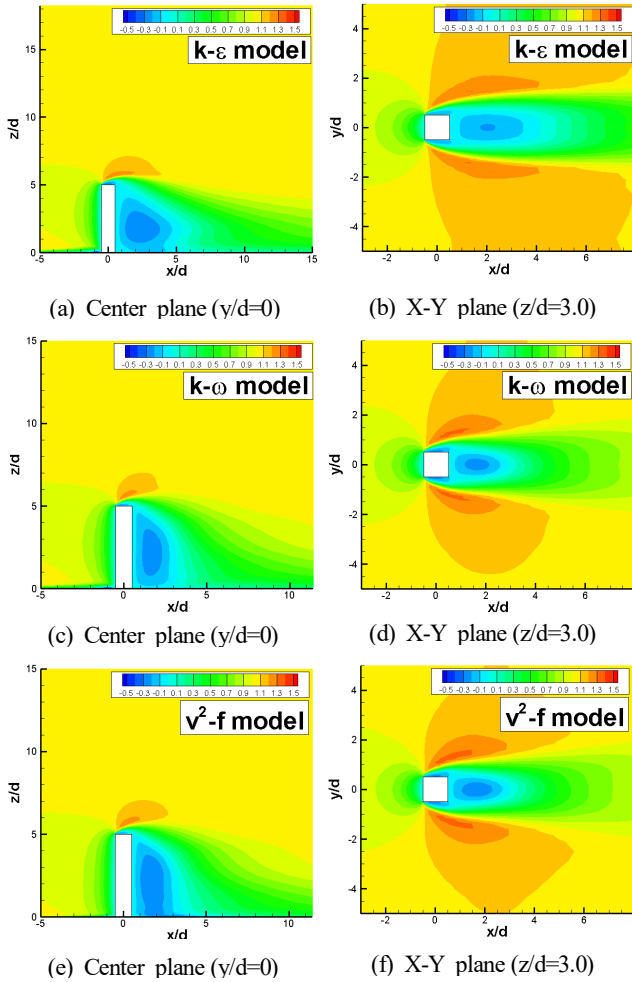 -0.5 -0.3 -0.1 0.1 0.3 0.5 0.7 0.9 1.1 1.3 1.5
k-ε model
z/d
15
10
5
0
-5 0 5 10 15
x/d
(a) Center plane (y/d=0)
-0.5 -0.3 -0.1 0.1 0.3 0.5 0.7 0.9 1.1 1.3 1.5
k-ε model
y/d
4
2
0
-2
-4
-2 0 2 4 6 8
x/d
(b) X-Y plane (z/d=3.0)
-0.5 -0.3 -0.1 0.1 0.3 0.5 0.7 0.9 1.1 1.3 1.5
k-ω model
z/d
15
10
5
0
-5 0 5 10
x/d
(c) Center plane (y/d=0)
-0.5 -0.3 -0.1 0.1 0.3 0.5 0.7 0.9 1.1 1.3 1.5
k-ω model
y/d
4
2
0
-2
-4
-2 0 2 4 6 8
x/d
(d) X-Y plane (z/d=3.0)
-0.5 -0.3 -0.1 0.1 0.3 0.5 0.7 0.9 1.1 1.3 1.5
v²-f model
z/d
15
10
5
0
-5 0 5 10
x/d
(e) Center plane (y/d=0)
-0.5 -0.3 -0.1 0.1 0.3 0.5 0.7 0.9 1.1 1.3 1.5
v²-f model
y/d
4
2
0
-2
-4
-2 0 2 4 6
x/d
(f) X-Y plane (z/d=3.0)